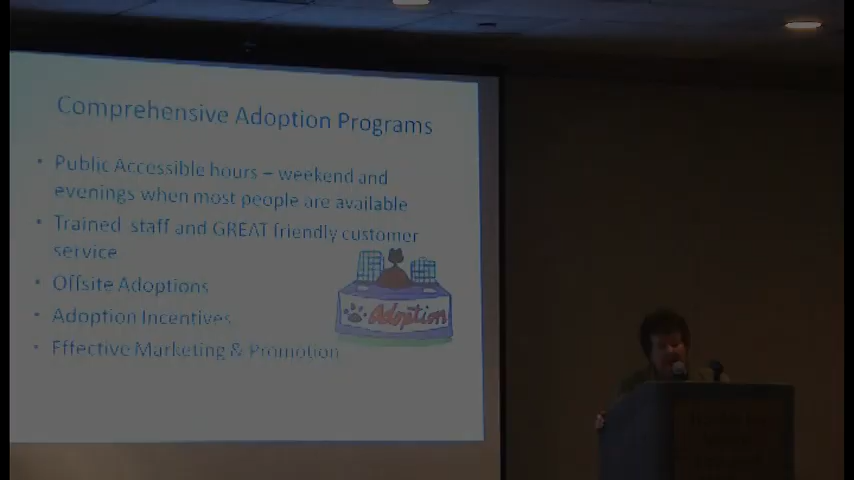 Comprehensive Adoption Programs
• Public Accessible hours – weekend and
evenings when most people are available
• Trained staff and GREAT friendly customer
service
• Offsite Adoptions
• Adoption Incentives
• Effective Marketing & Promotion
Adoption